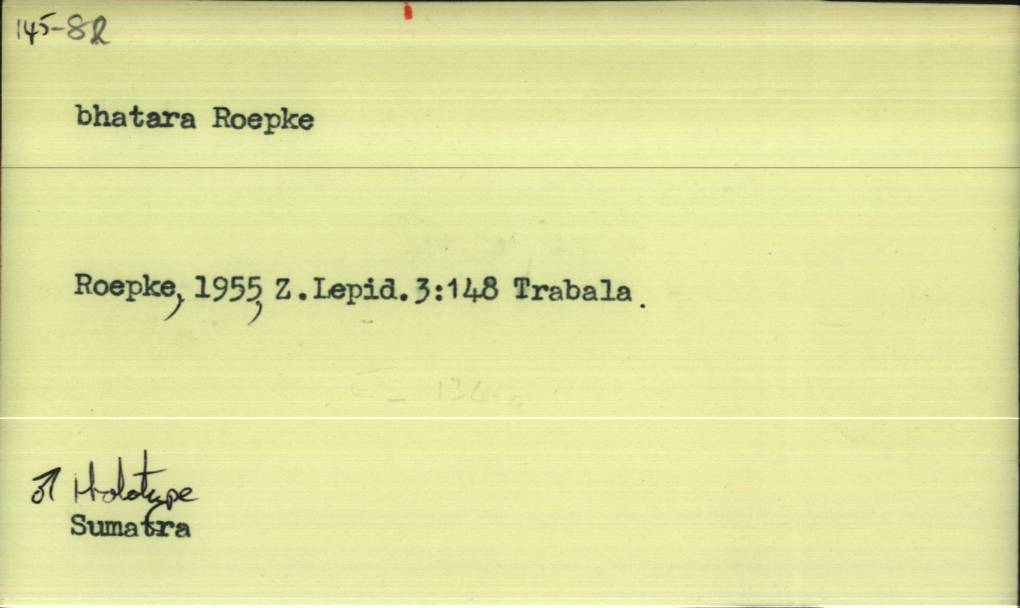 145-82
bhatara Roepke
Roepke, 1955, Z.Lepid.3:148 Trabala.
♂ Holotype
Sumatra